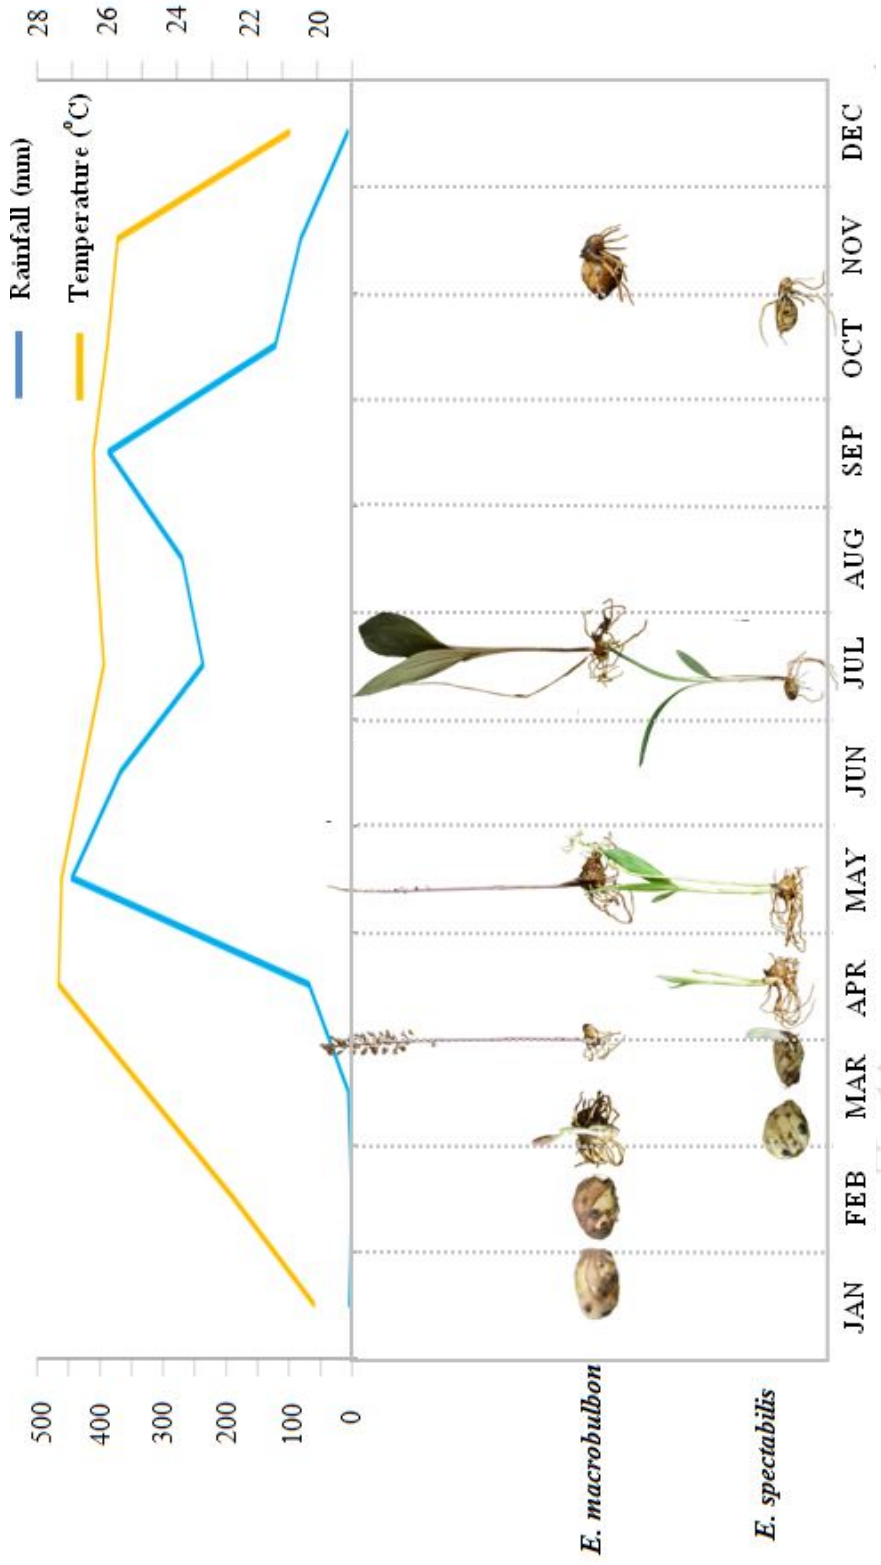 Rainfall (mm)
Temperature (⁰C)
500
400
300
200
100
0
28
26
24
22
20
E. macrobulbon
E. spectabilis
JAN FEB MAR APR MAY JUN JUL AUG SEP OCT NOV DEC